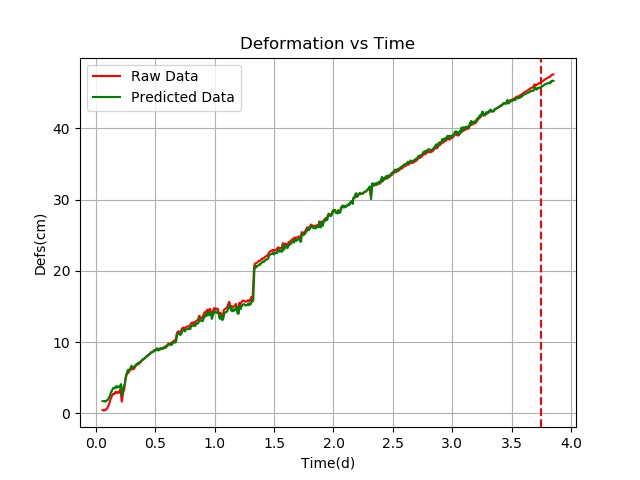 Deformation vs Time
Raw Data
Predicted Data
Defs(cm)
40
30
20
10
0
0.0 0.5 1.0 1.5 2.0 2.5 3.0 3.5 4.0
Time(d)